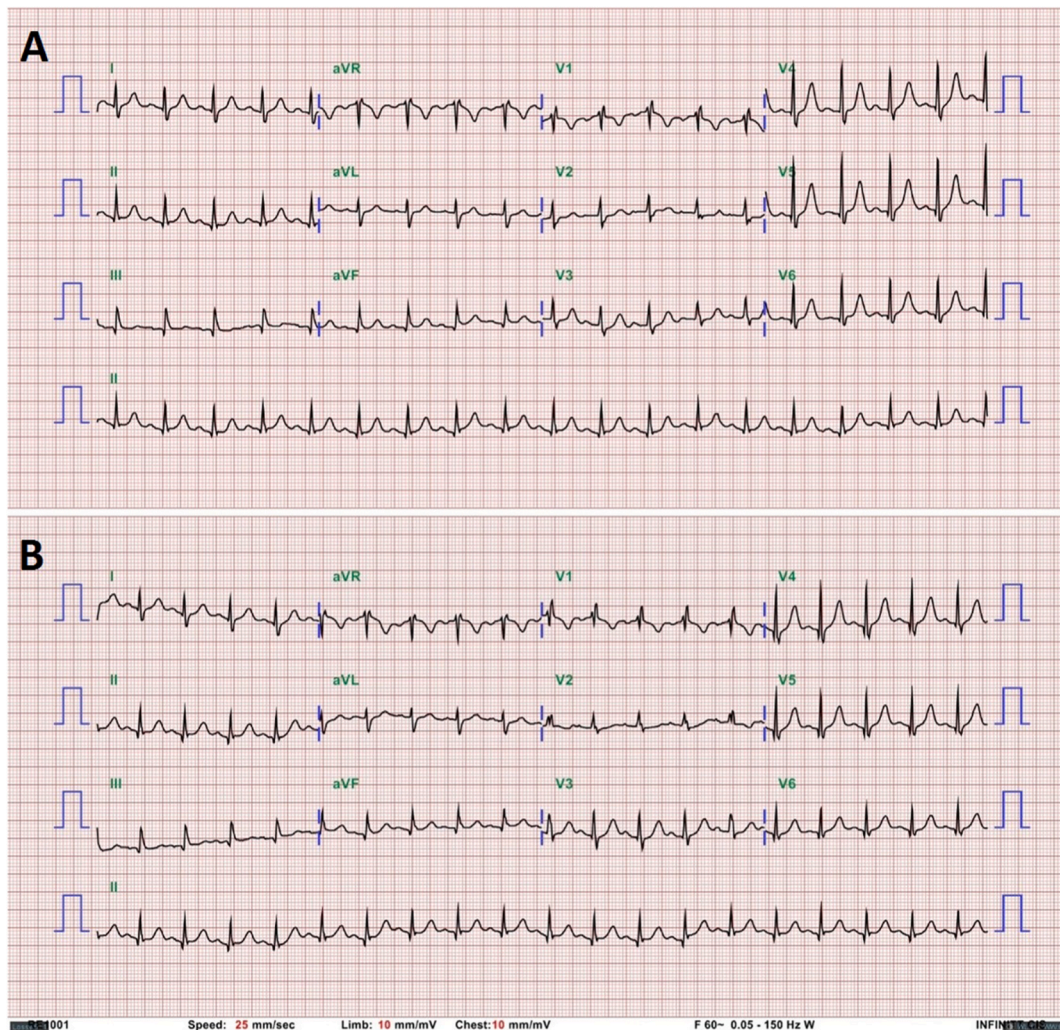 A
I aVR V1 V4
II aVL V2 V5
III aVF V3 V6
II
B
I aVR V1 V4
II aVL V2 V5
III aVF V3 V6
II
Speed: 25 mm/sec Limb: 10 mm/mV Chest:10 mm/mV F 60~ 0.05 - 150 Hz W